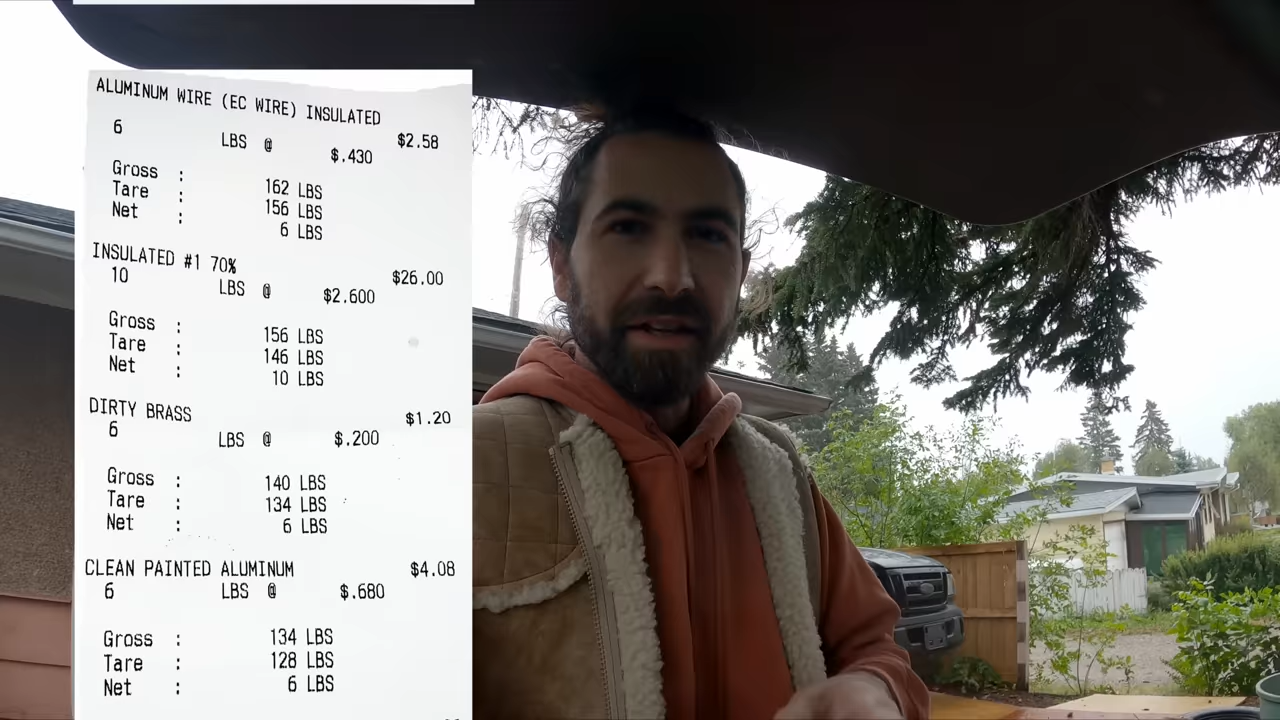 ALUMINUM WIRE (EC WIRE) INSULATED
6 LBS @ $.430 $2.58
Gross : 162 LBS
Tare : 156 LBS
Net : 6 LBS
INSULATED #1 70%
10 LBS @ $2.600 $26.00
Gross : 156 LBS
Tare : 146 LBS
Net : 10 LBS
DIRTY BRASS
6 LBS @ $.200 $1.20
Gross : 140 LBS
Tare : 134 LBS
Net : 6 LBS
CLEAN PAINTED ALUMINUM
6 LBS @ $.680 $4.08
Gross : 134 LBS
Tare : 128 LBS
Net : 6 LBS